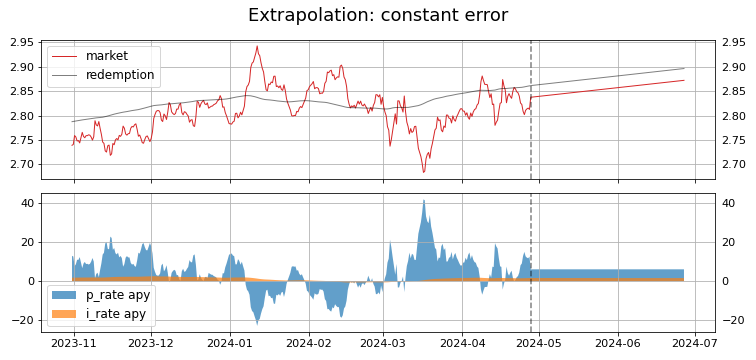 Extrapolation: constant error
2.95 2.95
market
2.90 2.90
redemption
2.85 2.85
2.80 2.80
2.75 2.75
2.70 2.70
40 40
20 20
0 0
p_rate apy
i_rate apy
−20 −20
2023-11 2023-12 2024-01 2024-02 2024-03 2024-04 2024-05 2024-06 2024-07